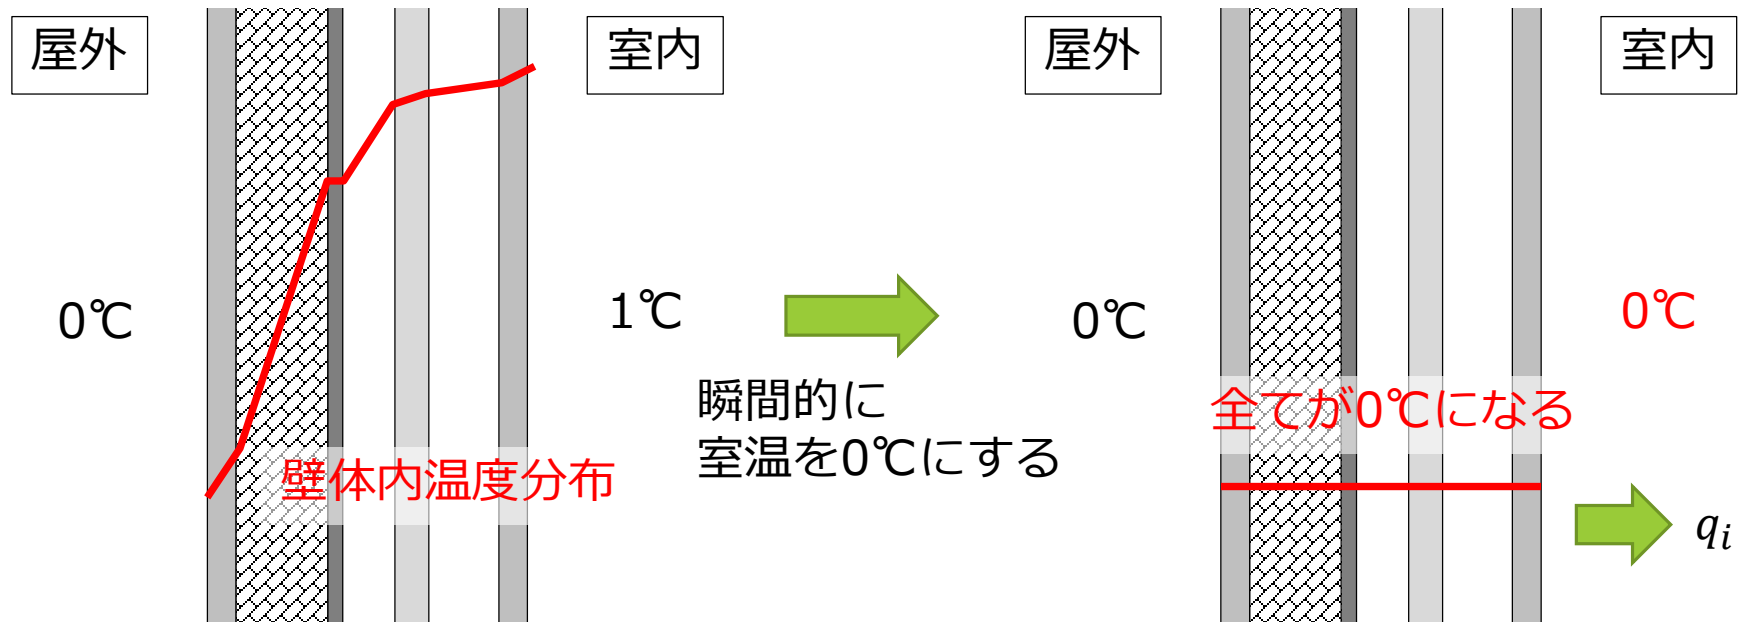 屋外
室内
0℃
1℃
壁体内温度分布
瞬間的に
室温を0℃にする
屋外
室内
0℃
0℃
全てが0℃になる
q_i